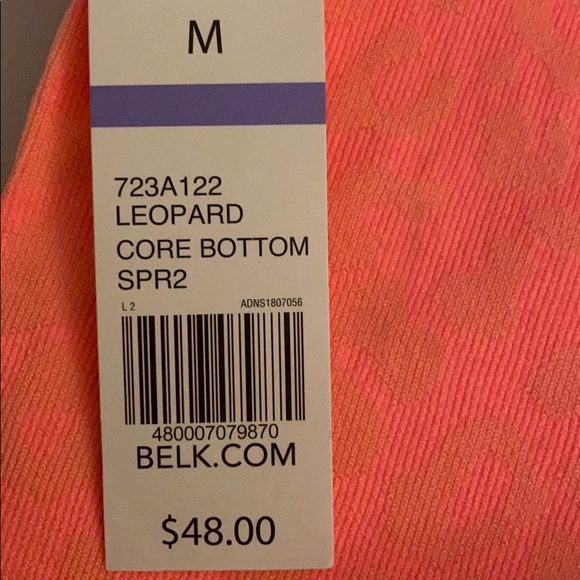 M
723A122
LEOPARD
CORE BOTTOM
SPR2
L 2 ADNS1807056
480007079870
BELK.COM
$48.00